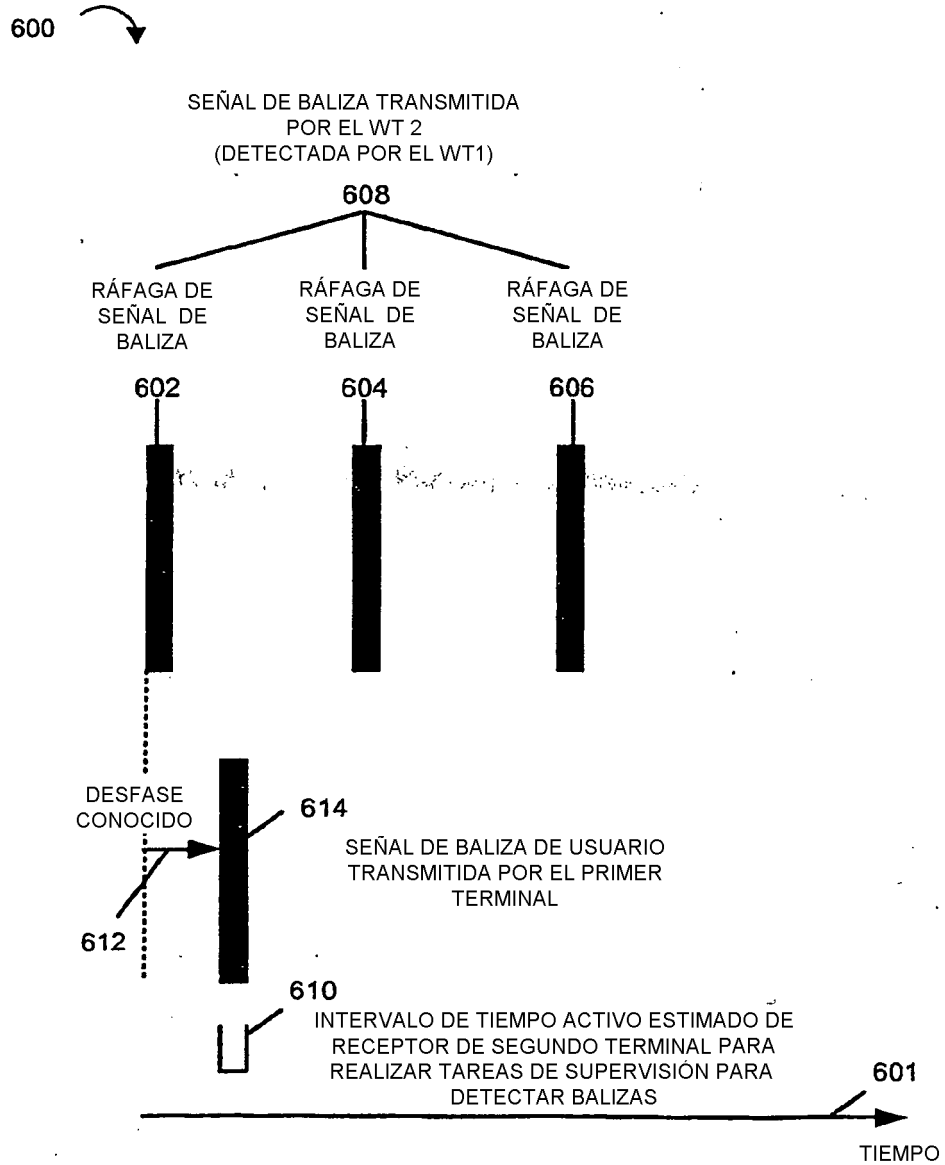 600
SEÑAL DE BALIZA TRANSMITIDA
POR EL WT 2
(DETECTADA POR EL WT1)
608
RÁFAGA DE
SEÑAL DE
BALIZA
RÁFAGA DE
SEÑAL DE
BALIZA
RÁFAGA DE
SEÑAL DE
BALIZA
602
604
606
DESFASE
CONOCIDO
612
614
SEÑAL DE BALIZA DE USUARIO
TRANSMITIDA POR EL PRIMER
TERMINAL
610
INTERVALO DE TIEMPO ACTIVO ESTIMADO DE
RECEPTOR DE SEGUNDO TERMINAL PARA
REALIZAR TAREAS DE SUPERVISIÓN PARA
DETECTAR BALIZAS
601
TIEMPO